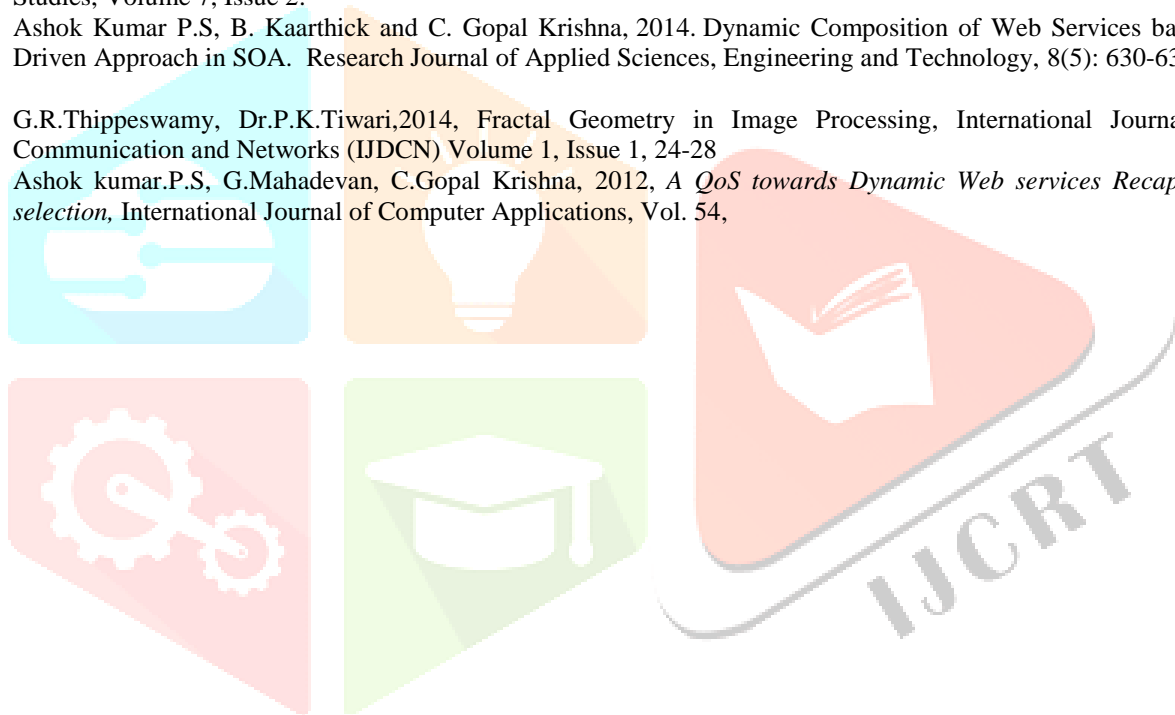 Studies, Volume 7, Issue 2.
Ashok Kumar P.S, B. Kaarthick and C. Gopal Krishna, 2014. Dynamic Composition of Web Services ba
Driven Approach in SOA. Research Journal of Applied Sciences, Engineering and Technology, 8(5): 630-63
G.R.Thippeswamy, Dr.P.K.Tiwari,2014, Fractal Geometry in Image Processing, International Journa
Communication and Networks (IJDCN) Volume 1, Issue 1, 24-28
Ashok kumar.P.S, G.Mahadevan, C.Gopal Krishna, 2012, A QoS towards Dynamic Web services Recap
selection, International Journal of Computer Applications, Vol. 54,
IJCRT